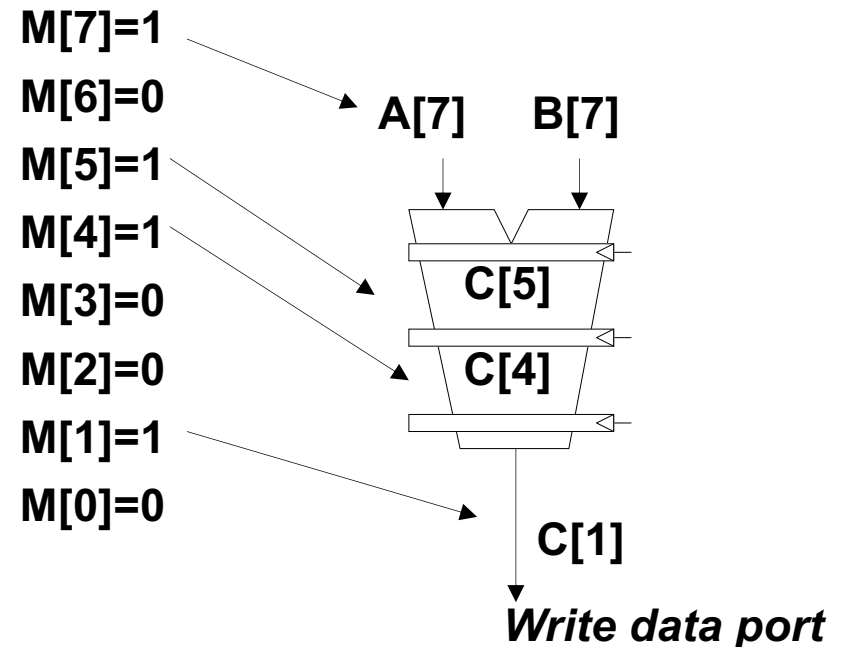 M[7]=1
M[6]=0
M[5]=1
M[4]=1
M[3]=0
M[2]=0
M[1]=1
M[0]=0
A[7] B[7]
C[5]
C[4]
C[1]
Write data port